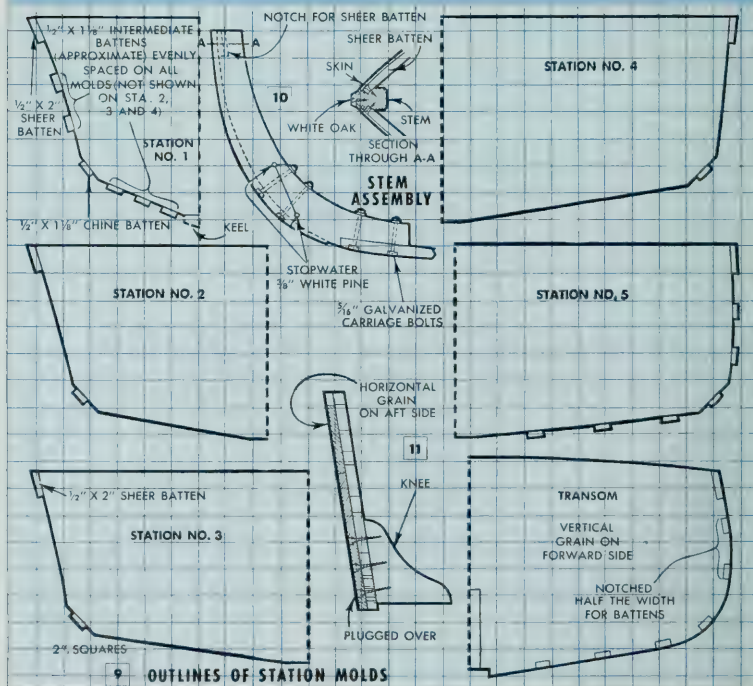 ½" X 1⅛" INTERMEDIATE
BATTENS
(APPROXIMATE) EVENLY
SPACED ON ALL
MOLDS (NOT SHOWN
ON STA. 2,
3 AND 4)
½" X 2"
SHEER
BATTEN
STATION
NO. 1
½" X 1⅛" CHINE BATTEN
KEEL
NOTCH FOR SHEER BATTEN
A A
10
SHEER BATTEN
SKIN
WHITE OAK
STEM
SECTION
THROUGH A-A
STEM
ASSEMBLY
STOPWATER
⅜" WHITE PINE
5/16" GALVANIZED
CARRIAGE BOLTS
STATION NO. 4
STATION NO. 2
STATION NO. 5
HORIZONTAL
GRAIN
ON AFT SIDE
11
KNEE
PLUGGED OVER
½" X 2" SHEER BATTEN
STATION NO. 3
2" SQUARES
TRANSOM
VERTICAL
GRAIN ON
FORWARD SIDE
NOTCHED
HALF THE WIDTH
FOR BATTENS
9 OUTLINES OF STATION MOLDS